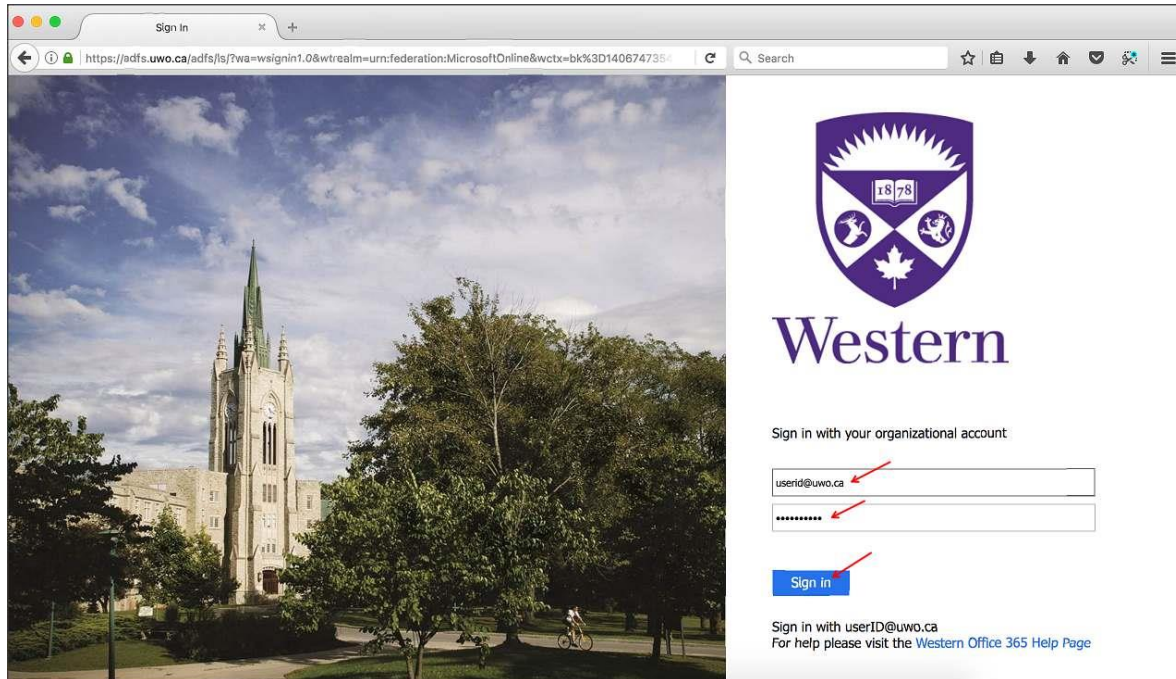 Sign In
https://adfs.uwo.ca/adfs/ls/?wa=wsignin1.0&wtrealm=urn:federation:MicrosoftOnline&wctx=bk%3D1406747354
Search
18 78
Western
Sign in with your organizational account
userid@uwo.ca
••••••••••
Sign in
Sign in with userID@uwo.ca
For help please visit the Western Office 365 Help Page